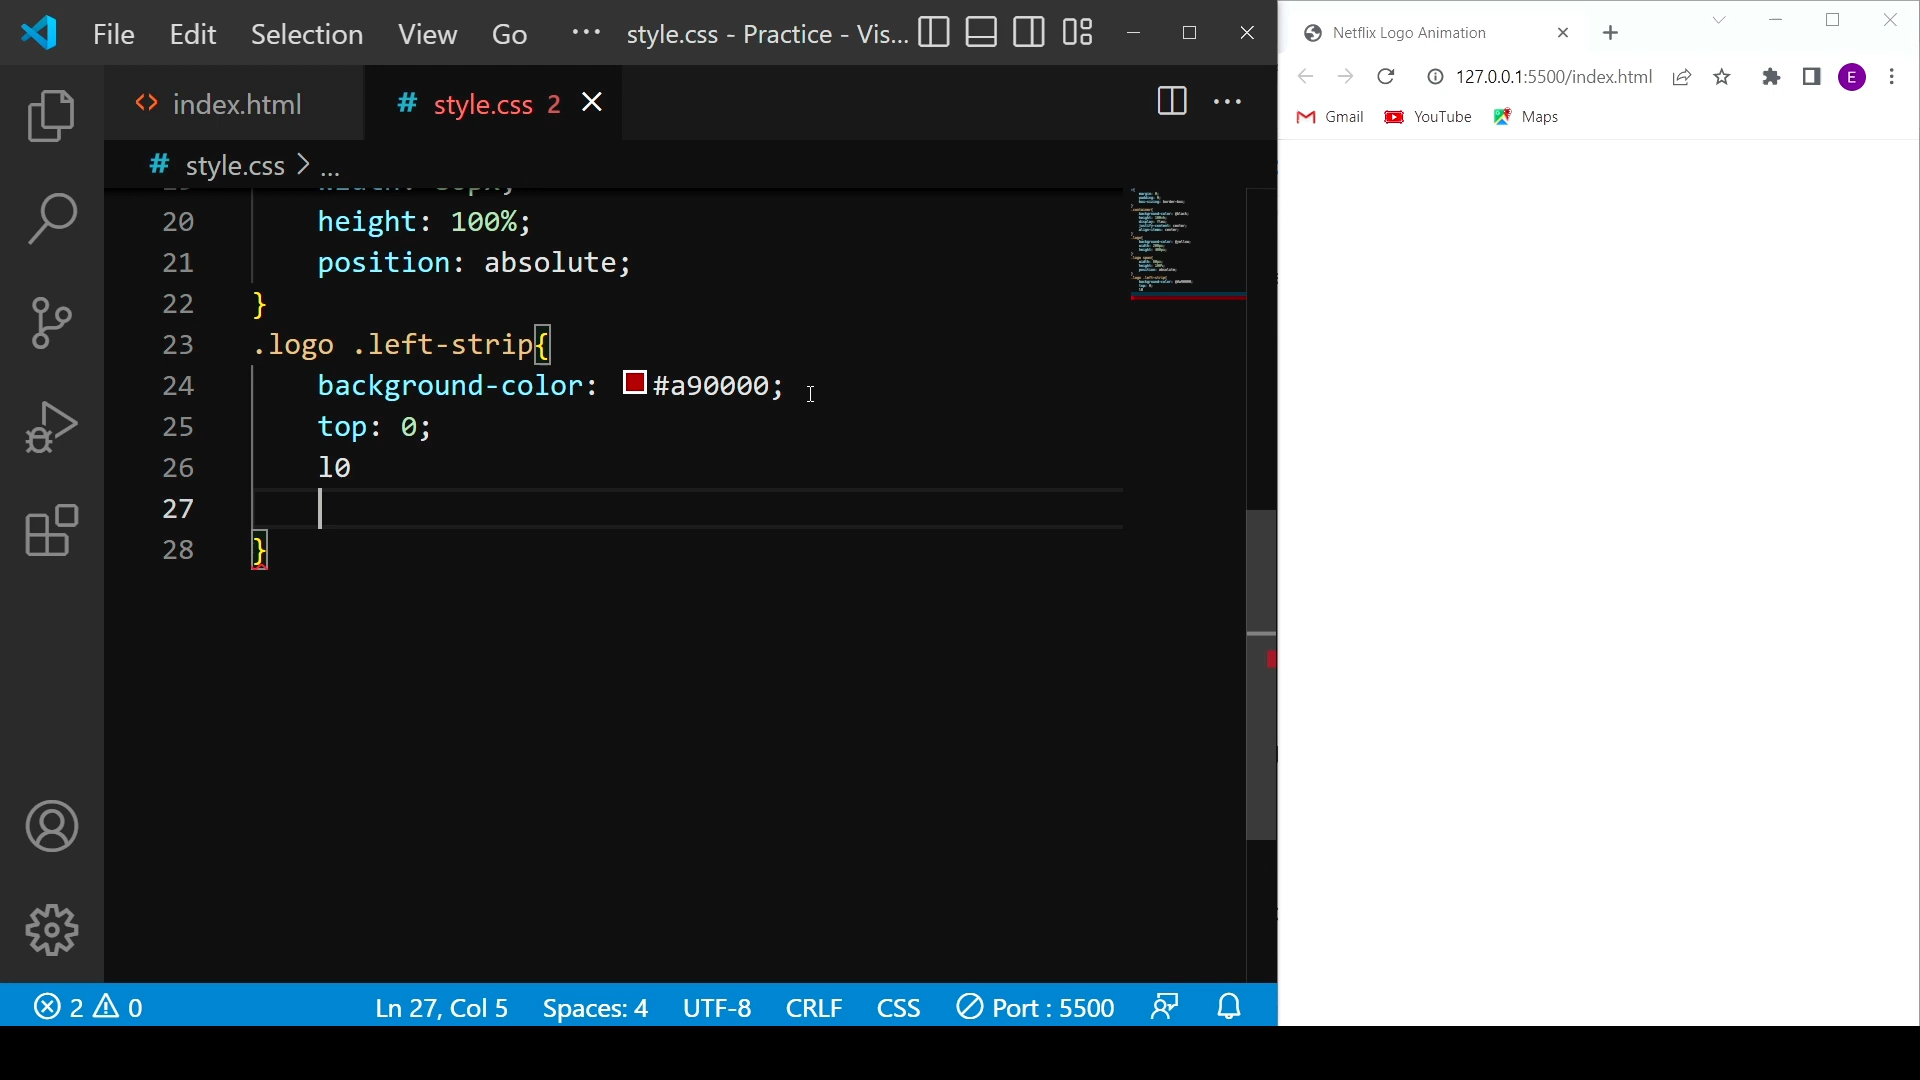 File Edit Selection View Go ... style.css - Practice - Vis...
Netflix Logo Animation
127.0.0.1:5500/index.html E
Gmail YouTube Maps
<> index.html # style.css 2
# style.css > ...
20 height: 100%;
21 position: absolute;
22 }
23 .logo .left-strip{
24 background-color: #a90000;
25 top: 0;
26 l0
27
28 }
2 0 Ln 27, Col 5 Spaces: 4 UTF-8 CRLF CSS Port : 5500